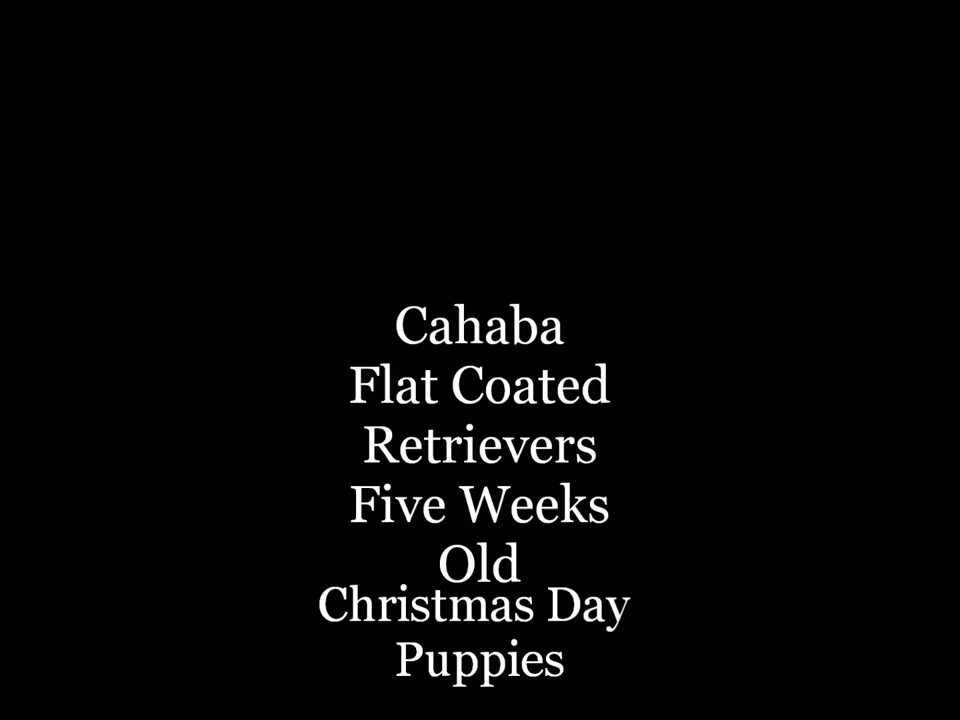 Cahaba
Flat Coated
Retrievers
Five Weeks
Old
Christmas Day
Puppies